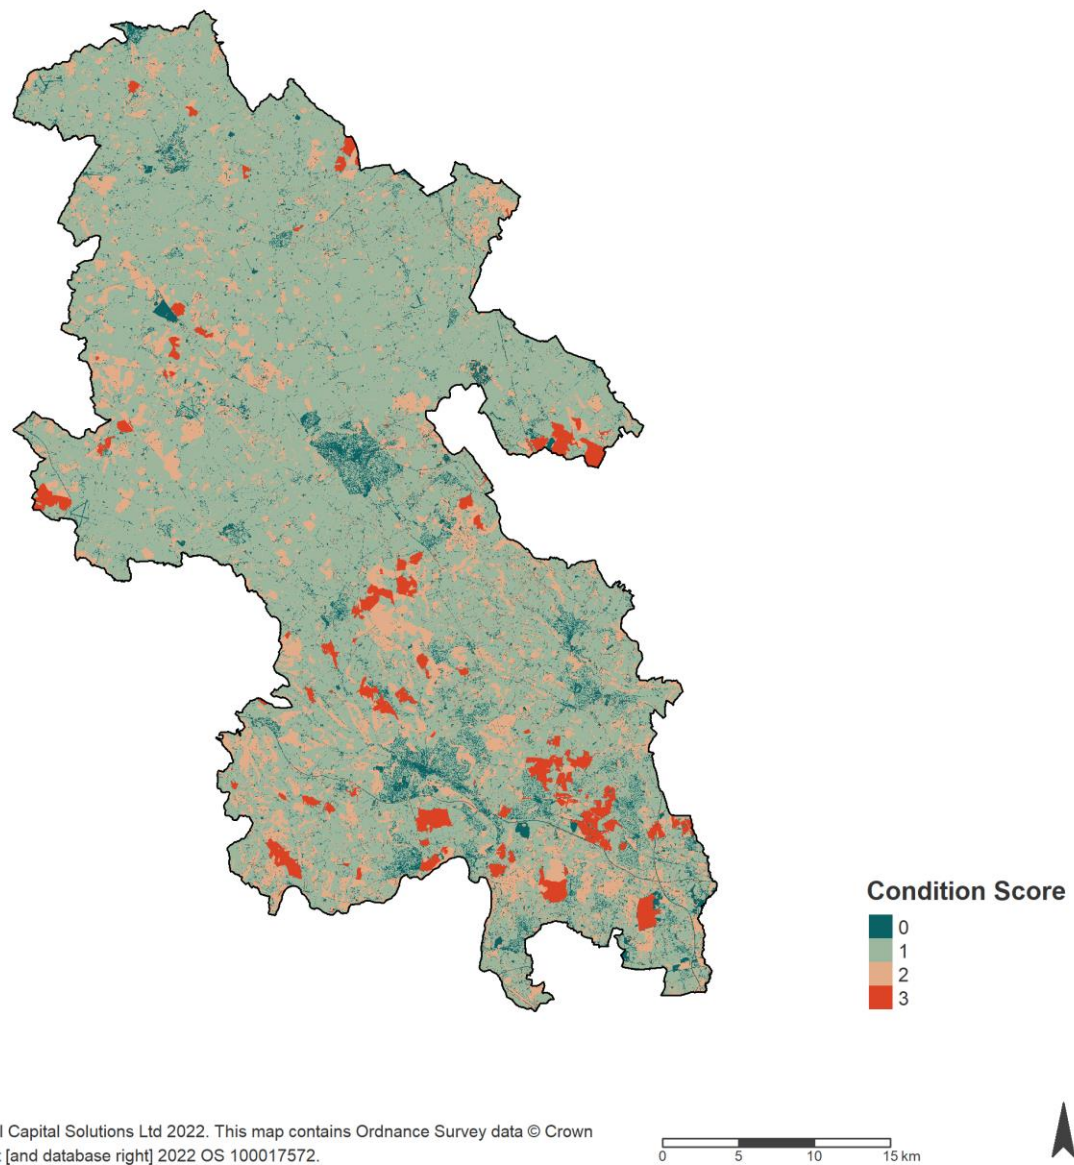 Condition Score
0
1
2
3
l Capital Solutions Ltd 2022. This map contains Ordnance Survey data © Crown
t [and database right] 2022 OS 100017572.
0 5 10 15 km